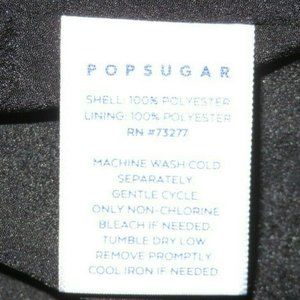 POPSUGAR
SHELL: 100% POLYESTER
LINING: 100% POLYESTER
RN #73277
MACHINE WASH COLD
SEPARATELY.
GENTLE CYCLE.
ONLY NON-CHLORINE
BLEACH IF NEEDED.
TUMBLE DRY LOW
REMOVE PROMPTLY
COOL IRON IF NEEDED